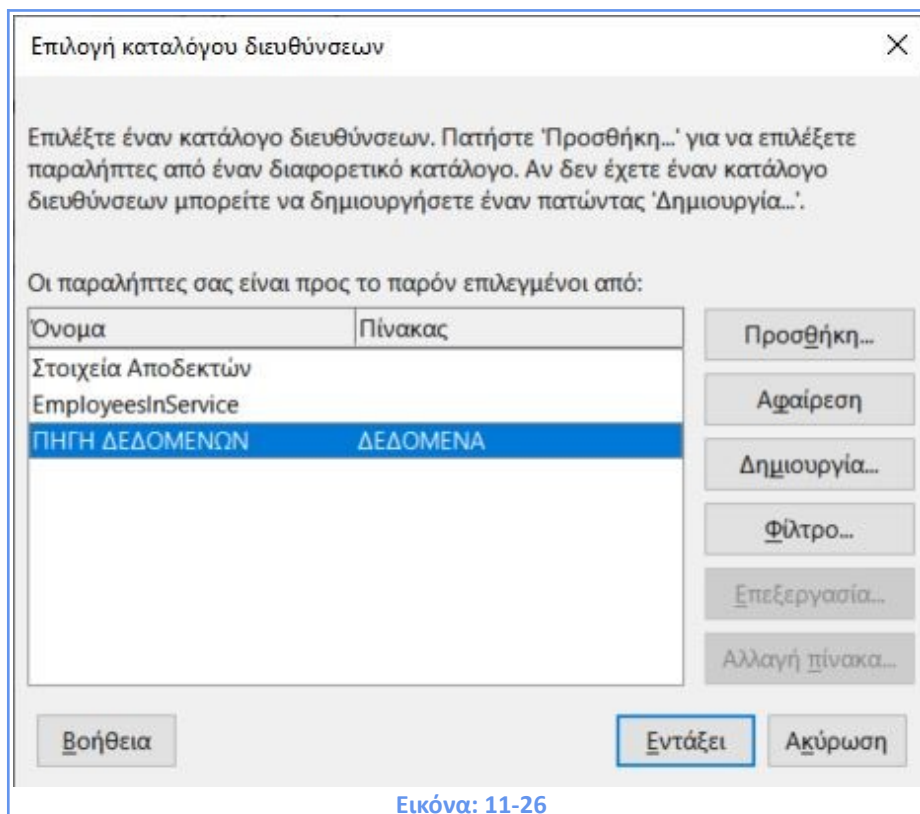 Επιλογή καταλόγου διευθύνσεων
Επιλέξτε έναν κατάλογο διευθύνσεων. Πατήστε 'Προσθήκη...' για να επιλέξετε
παραλήπτες από έναν διαφορετικό κατάλογο. Αν δεν έχετε έναν κατάλογο
διευθύνσεων μπορείτε να δημιουργήσετε έναν πατώντας 'Δημιουργία...'.
Οι παραλήπτες σας είναι προς το παρόν επιλεγμένοι από:
Όνομα Πίνακας
Στοιχεία Αποδεκτών
EmployeesInService
ΠΗΓΗ ΔΕΔΟΜΕΝΩΝ ΔΕΔΟΜΕΝΑ
Προσθήκη...
Αφαίρεση
Δημιουργία...
Φίλτρο...
Επεξεργασία...
Αλλαγή πίνακα...
Βοήθεια Εντάξει Ακύρωση
Εικόνα: 11-26